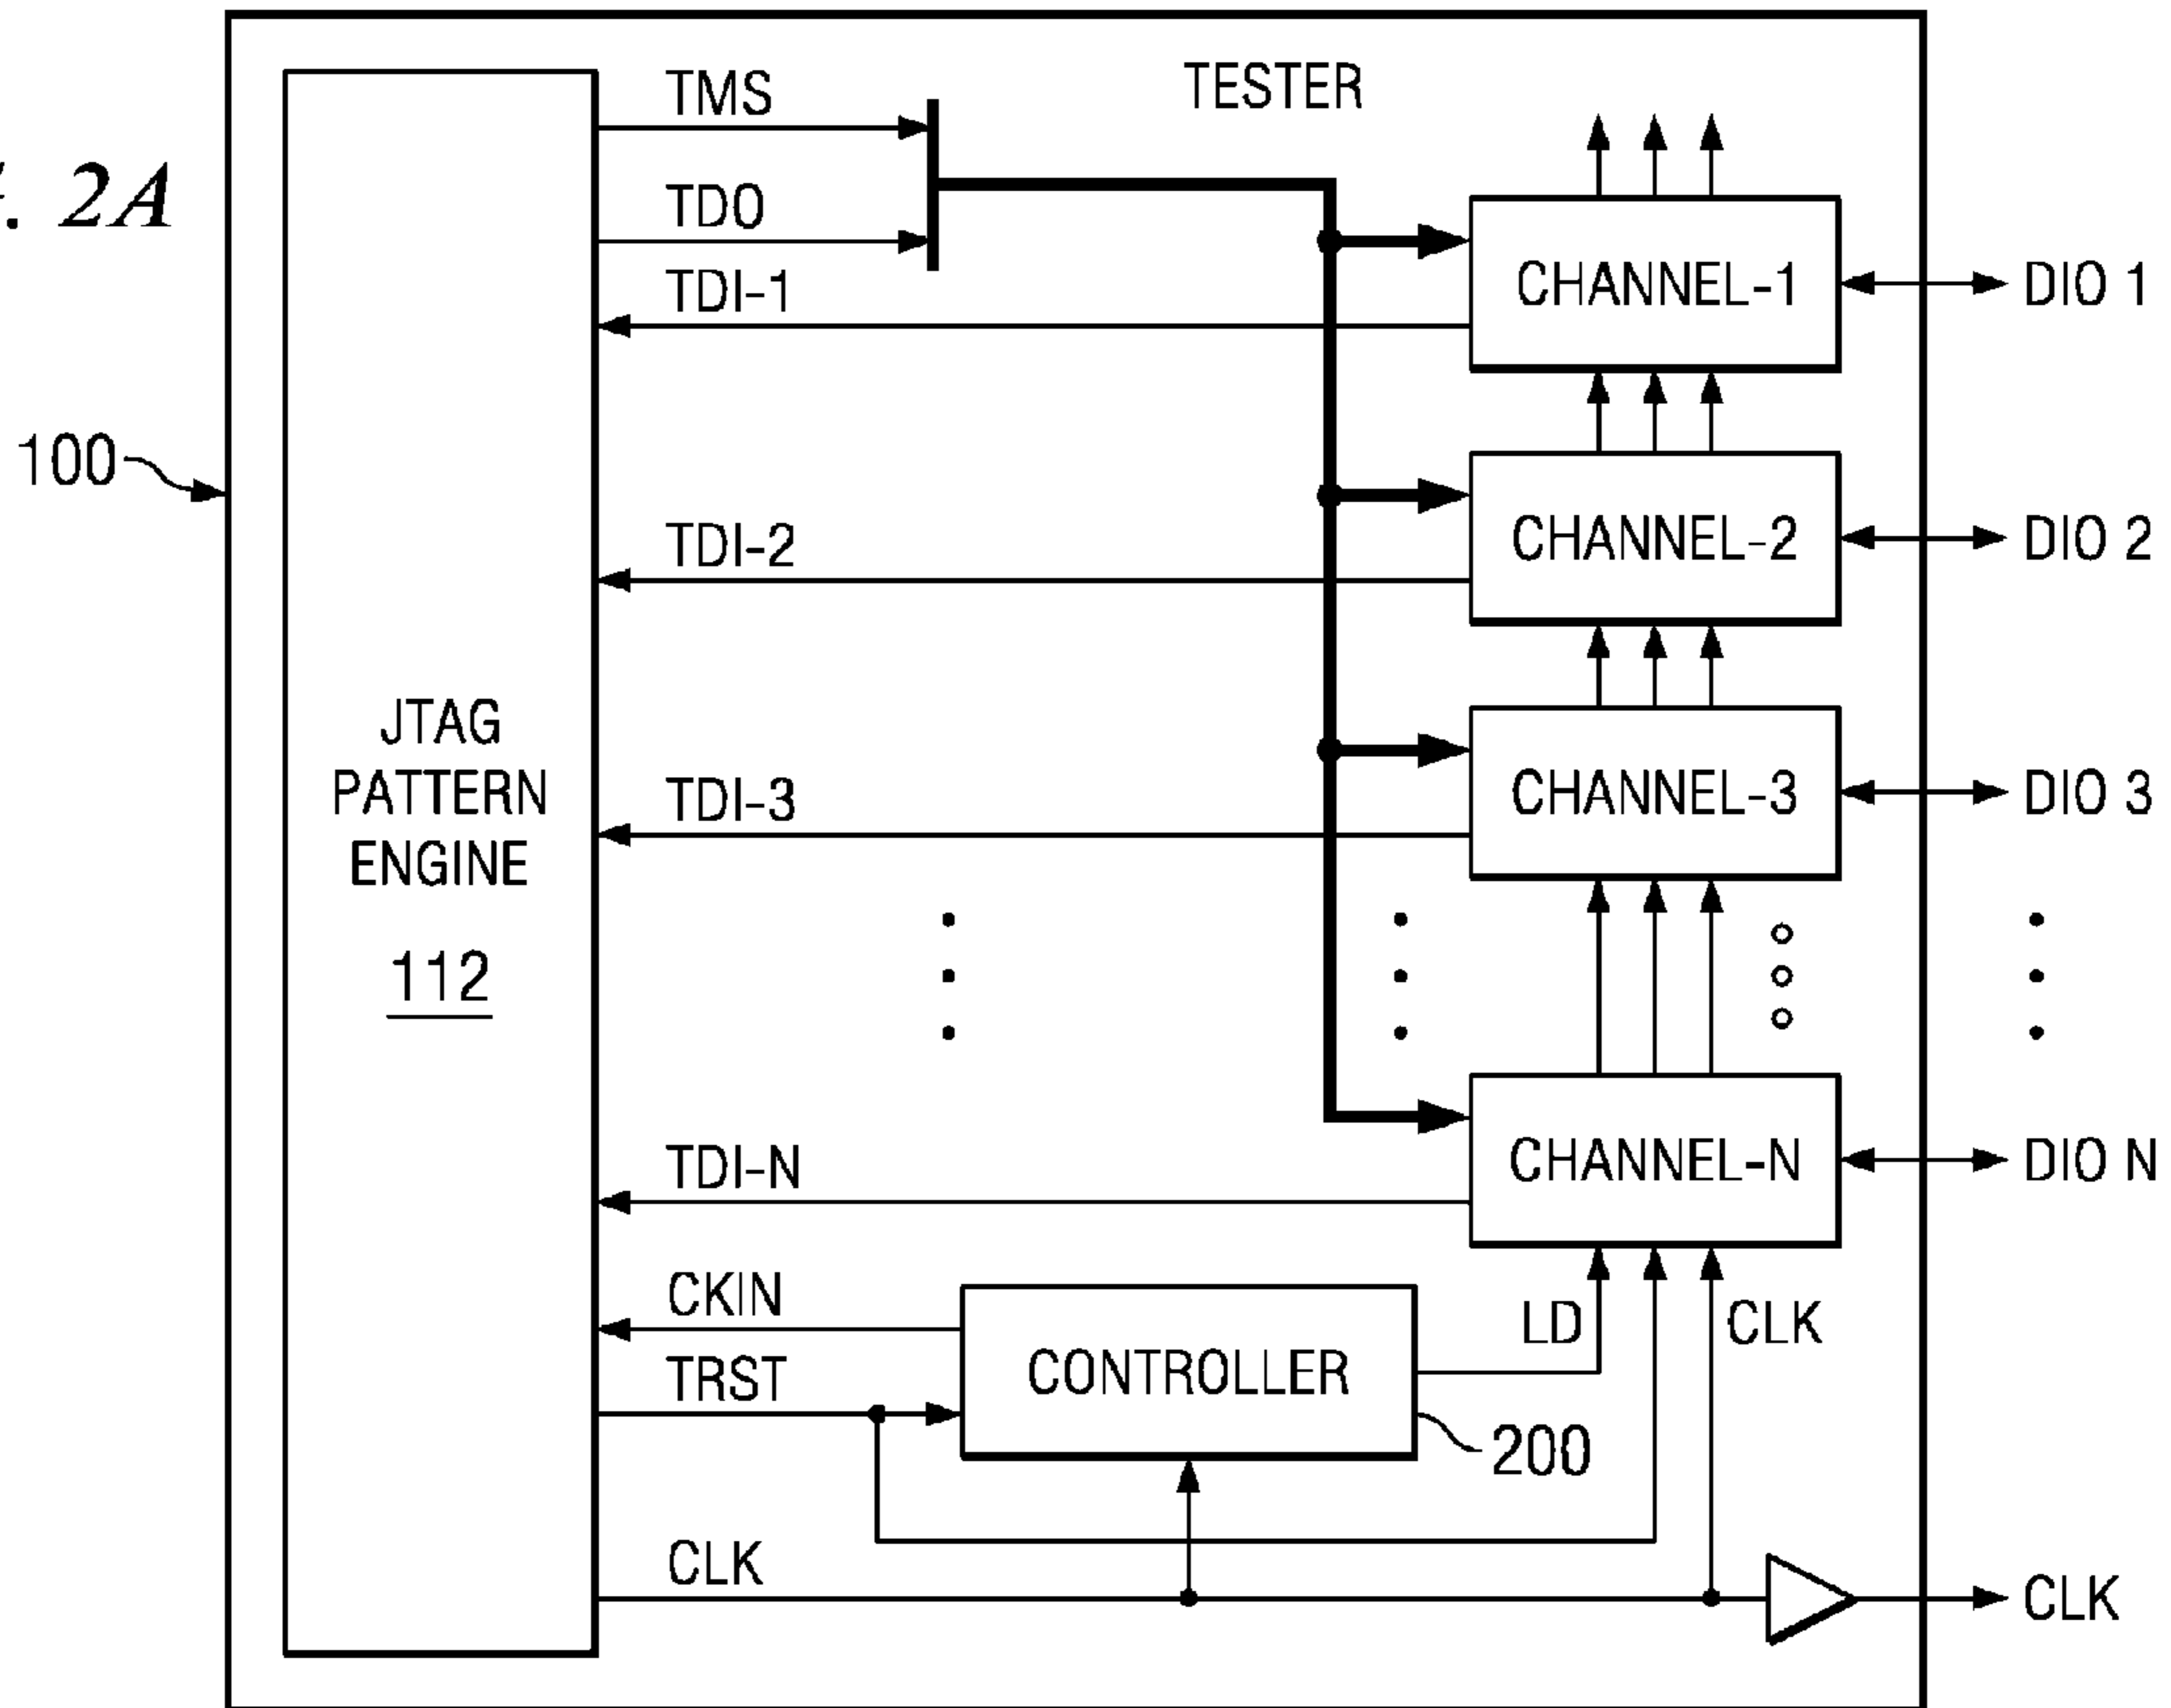 2A
TESTER
TMS
TDO
TDI-1
CHANNEL-1
DIO 1
100
TDI-2
CHANNEL-2
DIO 2
TDI-3
CHANNEL-3
DIO 3
JTAG
PATTERN
ENGINE
112
TDI-N
CHANNEL-N
DIO N
CKIN
LD
CLK
TRST
CONTROLLER
200
CLK
CLK